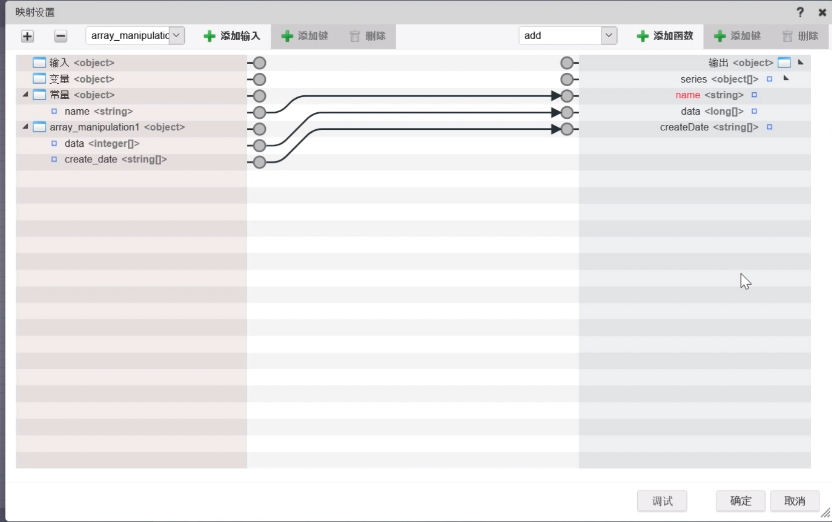 映射设置
array_manipulatic 添加输入 添加键 删除 add 添加函数 添加键 删除
输入 <object> 输出 <object>
变量 <object> series <object[]>
常量 <object> name <string>
name <string> data <long[]>
array_manipulation1 <object> createDate <string[]>
data <integer[]>
create_date <string[]>
调试 确定 取消